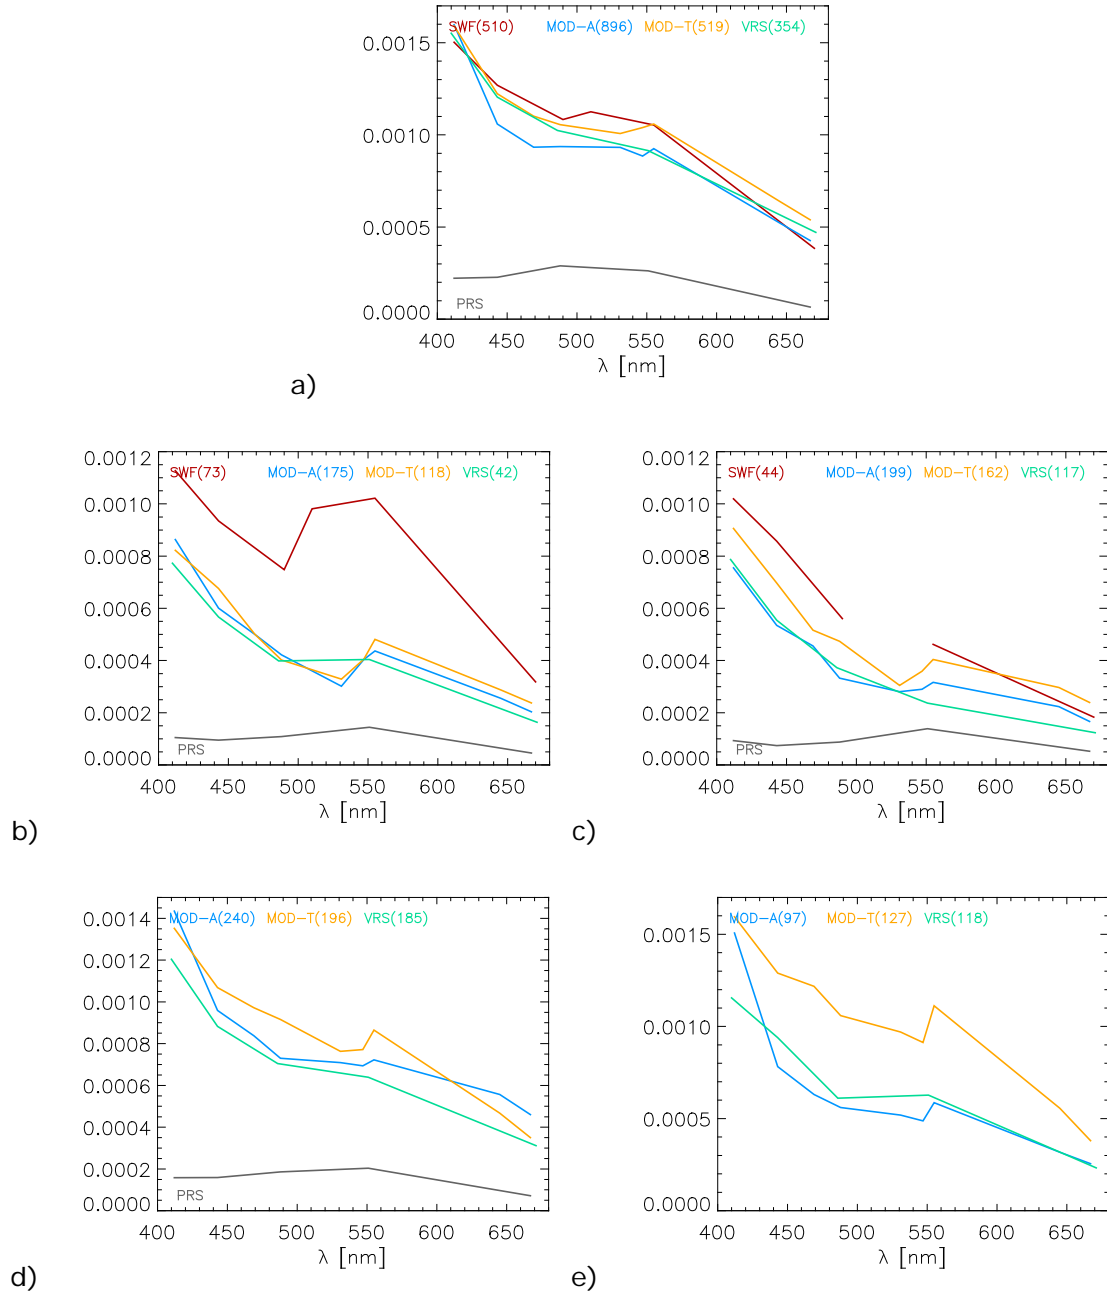 SWF(510) MOD-A(896) MOD-T(519) VRS(354)
0.0015
0.0010
0.0005
0.0000
PRS
400 450 500 550 600 650
λ [nm]
a)
SWF(73) MOD-A(175) MOD-T(118) VRS(42)
0.0012
0.0010
0.0008
0.0006
0.0004
0.0002
0.0000
PRS
400 450 500 550 600 650
λ [nm]
b)
SWF(44) MOD-A(199) MOD-T(162) VRS(117)
0.0012
0.0010
0.0008
0.0006
0.0004
0.0002
0.0000
PRS
400 450 500 550 600 650
λ [nm]
c)
MOD-A(240) MOD-T(196) VRS(185)
0.0014
0.0012
0.0010
0.0008
0.0006
0.0004
0.0002
0.0000
PRS
400 450 500 550 600 650
λ [nm]
d)
MOD-A(97) MOD-T(127) VRS(118)
0.0015
0.0010
0.0005
0.0000
400 450 500 550 600 650
λ [nm]
e)